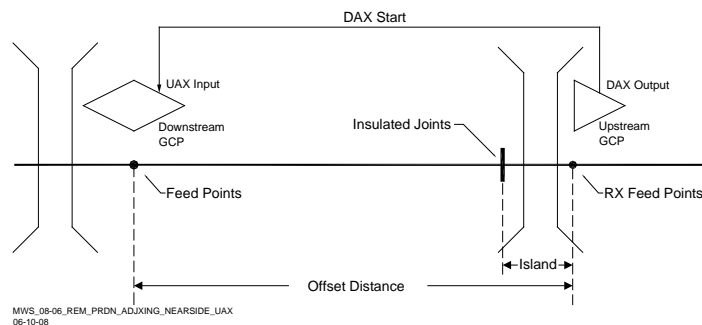 DAX Start
UAX Input
DAX Output
Insulated Joints
Downstream
GCP
Upstream
GCP
Feed Points
RX Feed Points
Island
Offset Distance
MWS_08-06_REM_PRDN_ADJXING_NEARSIDE_UAX
06-10-08